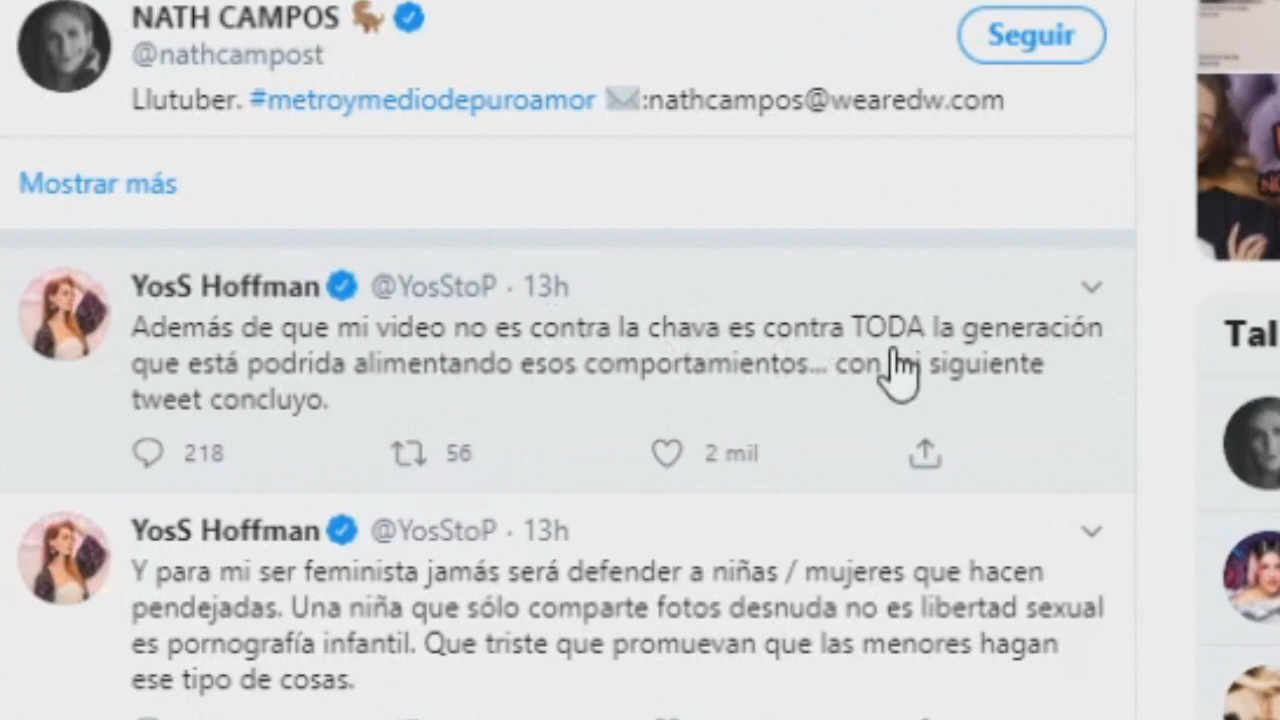 NATH CAMPOS
@nathcampost
Seguir
Llutuber. #metroymediodepuroamor ✉:nathcampos@wearedw.com
Mostrar más
YosS Hoffman @YosStoP · 13h
Además de que mi video no es contra la chava es contra TODA la generación
que está podrida alimentando esos comportamientos... con mi siguiente
tweet concluyo.
218 56 2 mil
YosS Hoffman @YosStoP · 13h
Y para mi ser feminista jamás será defender a niñas / mujeres que hacen
pendejadas. Una niña que sólo comparte fotos desnuda no es libertad sexual
es pornografía infantil. Que triste que promuevan que las menores hagan
ese tipo de cosas.
Tal